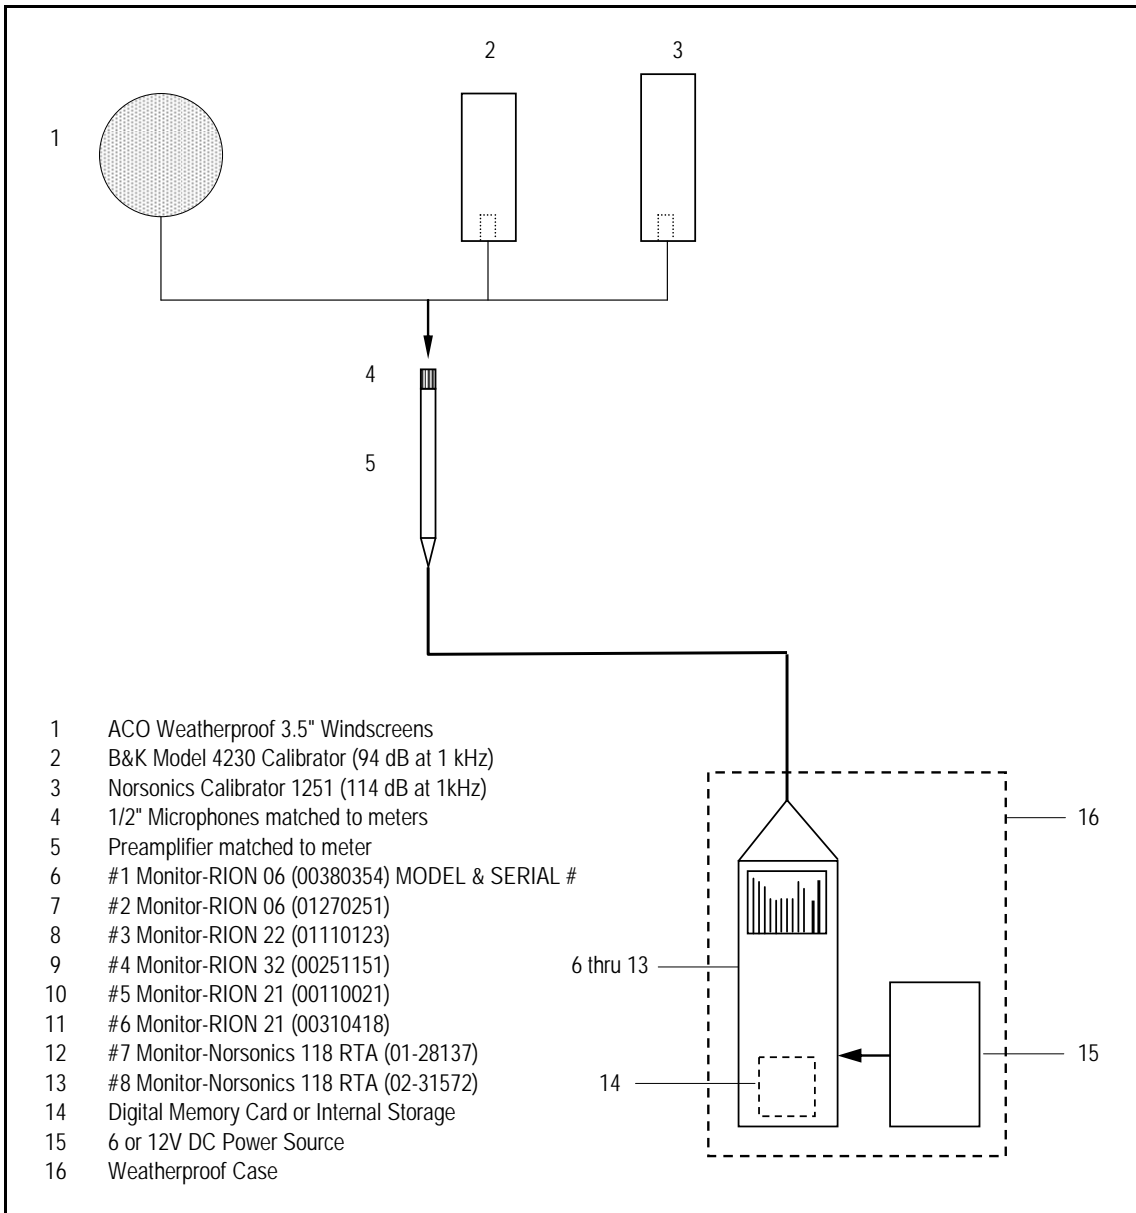 2
3
1
4
5
1 ACO Weatherproof 3.5" Windscreens
2 B&K Model 4230 Calibrator (94 dB at 1 kHz)
3 Norsonics Calibrator 1251 (114 dB at 1kHz)
4 1/2" Microphones matched to meters
5 Preamplifier matched to meter
6 #1 Monitor-RION 06 (00380354) MODEL & SERIAL #
7 #2 Monitor-RION 06 (01270251)
8 #3 Monitor-RION 22 (01110123)
9 #4 Monitor-RION 32 (00251151)
10 #5 Monitor-RION 21 (00110021)
11 #6 Monitor-RION 21 (00310418)
12 #7 Monitor-Norsonics 118 RTA (01-28137)
13 #8 Monitor-Norsonics 118 RTA (02-31572)
14 Digital Memory Card or Internal Storage
15 6 or 12V DC Power Source
16 Weatherproof Case
16
6 thru 13
15
14